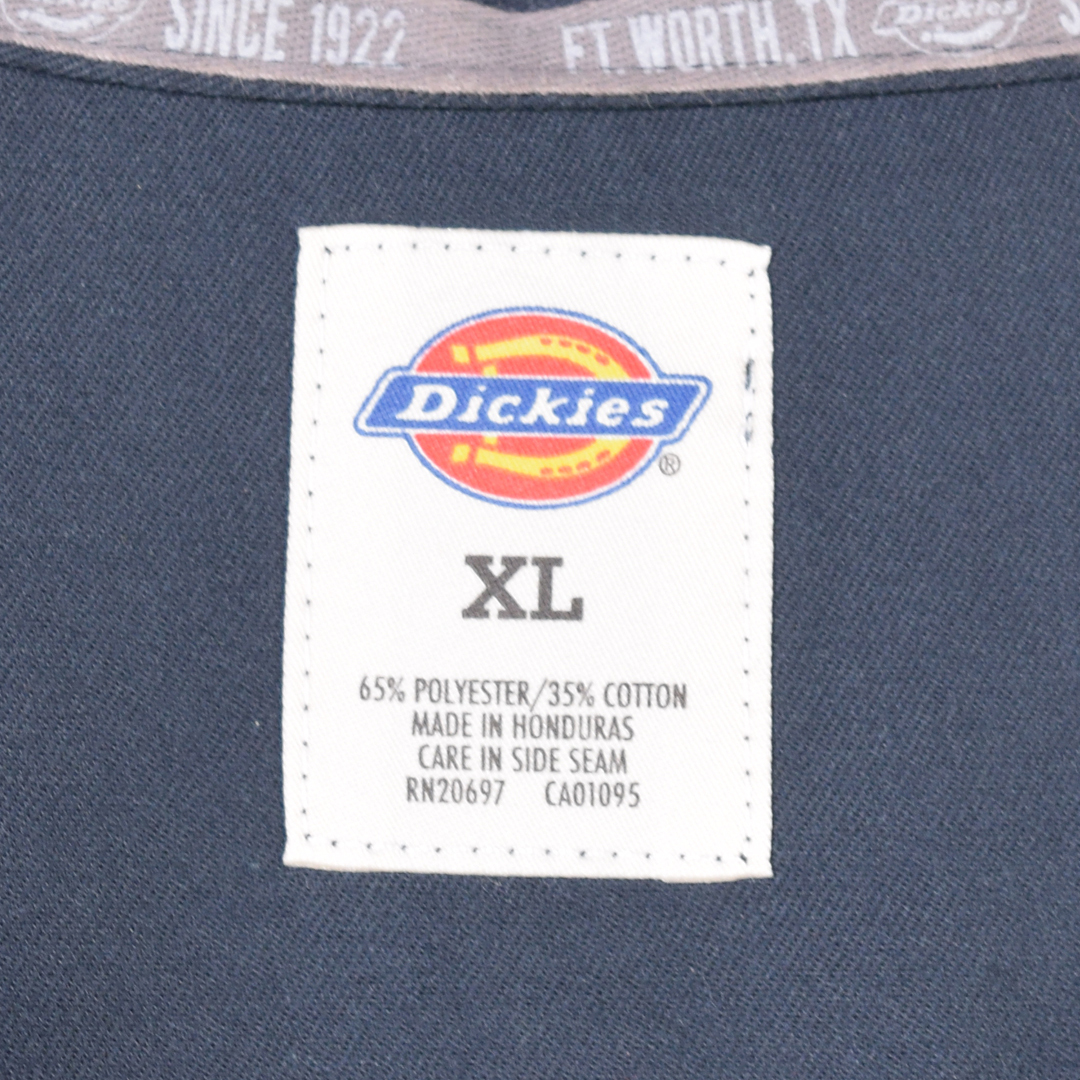 SINCE 1922 FT. WORTH, TX Dickies
Dickies
®
XL
65% POLYESTER/35% COTTON
MADE IN HONDURAS
CARE IN SIDE SEAM
RN20697 CA01095